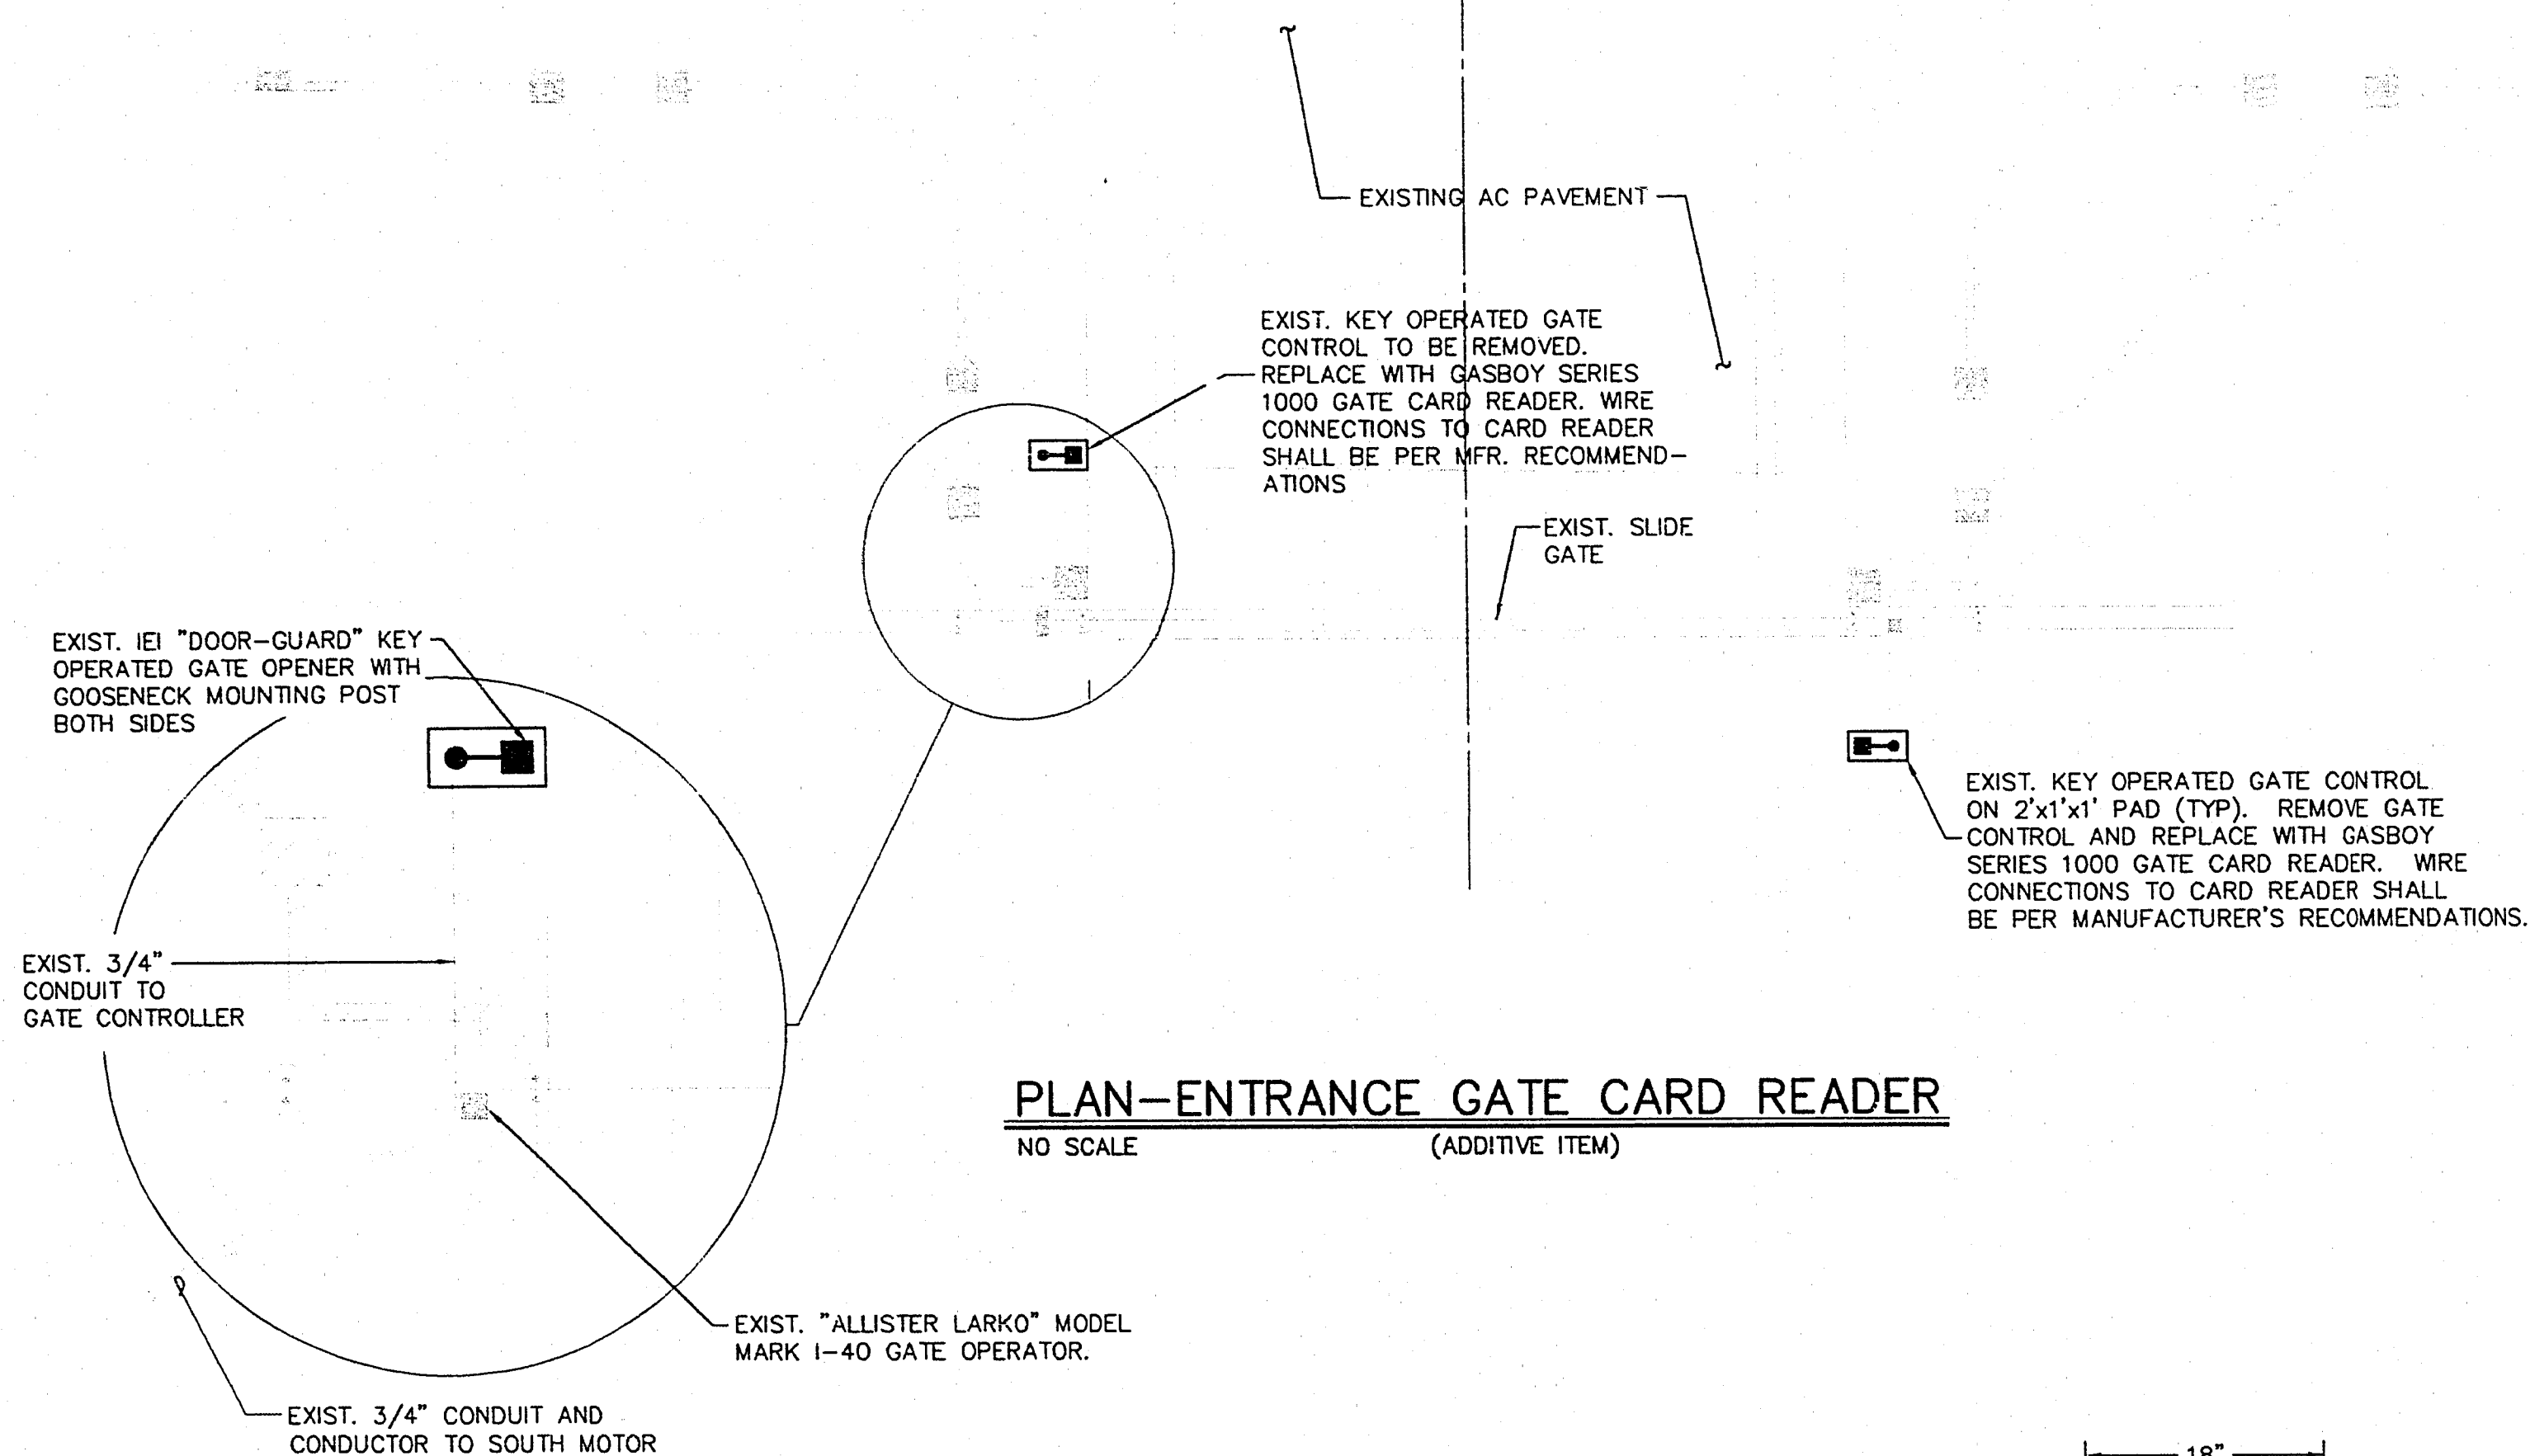 EXISTING AC PAVEMENT
EXIST. KEY OPERATED GATE
CONTROL TO BE REMOVED.
REPLACE WITH GASBOY SERIES
1000 GATE CARD READER. WIRE
CONNECTIONS TO CARD READER
SHALL BE PER MFR. RECOMMEND-
ATIONS
EXIST. SLIDE
GATE
EXIST. IEI "DOOR-GUARD" KEY
OPERATED GATE OPENER WITH
GOOSENECK MOUNTING POST
BOTH SIDES
EXIST. KEY OPERATED GATE CONTROL
ON 2'x1'x1' PAD (TYP). REMOVE GATE
CONTROL AND REPLACE WITH GASBOY
SERIES 1000 GATE CARD READER. WIRE
CONNECTIONS TO CARD READER SHALL
BE PER MANUFACTURER'S RECOMMENDATIONS.
EXIST. 3/4"
CONDUIT TO
GATE CONTROLLER
PLAN-ENTRANCE GATE CARD READER
NO SCALE (ADDITIVE ITEM)
EXIST. "ALLISTER LARKO" MODEL
MARK I-40 GATE OPERATOR.
EXIST. 3/4" CONDUIT AND
CONDUCTOR TO SOUTH MOTOR
18"